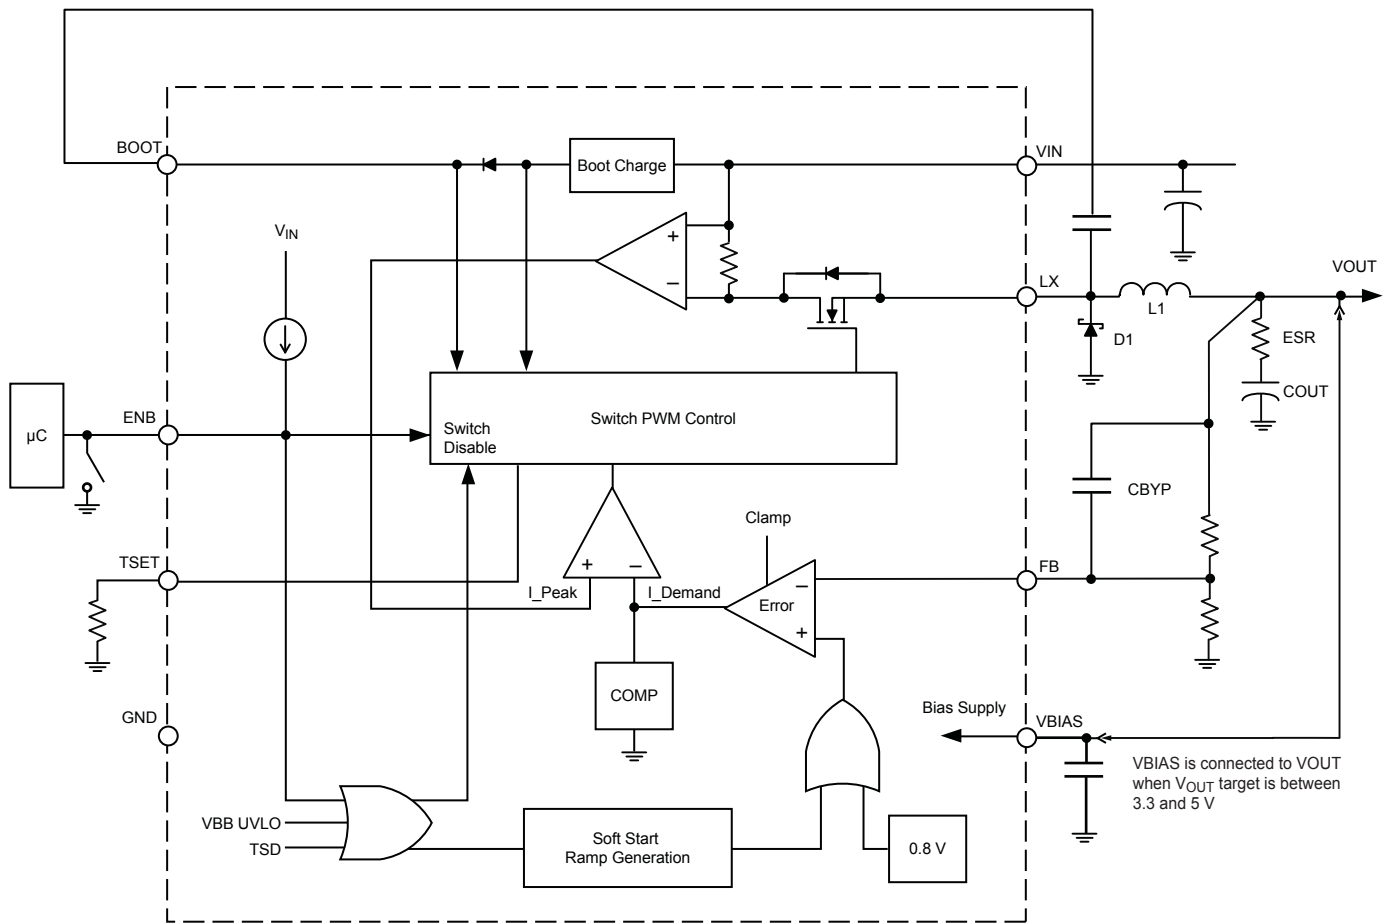 BOOT
Boot Charge
VIN
VIN
+
−
LX
VOUT
L1
D1
ESR
COUT
µC
ENB
Switch
Disable
Switch PWM Control
CBYP
Clamp
TSET
+
−
I_Peak
I_Demand
Error
−
+
FB
COMP
GND
Bias Supply
VBIAS
VBIAS is connected to VOUT
when VOUT target is between
3.3 and 5 V
VBB UVLO
TSD
Soft Start
Ramp Generation
0.8 V